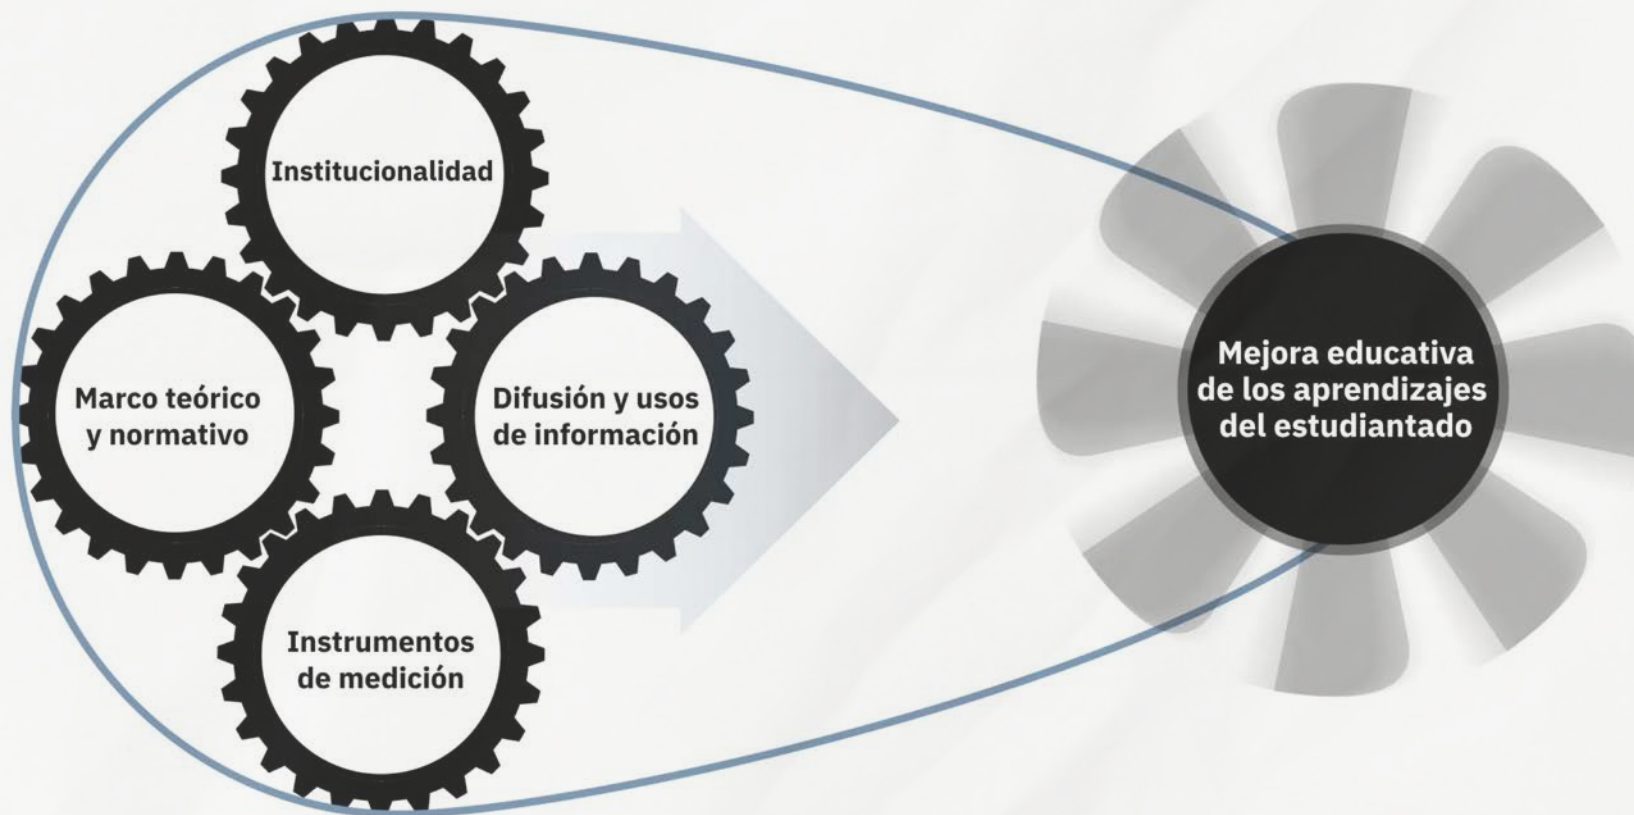 Institucionalidad
Marco teórico
y normativo
Difusión y usos
de información
Instrumentos
de medición
Mejora educativa
de los aprendizajes
del estudiantado